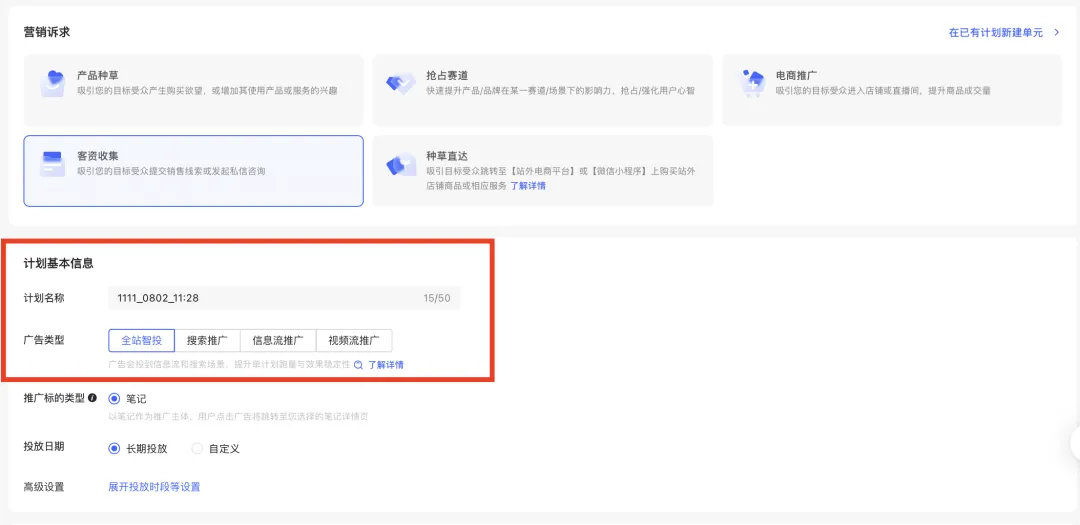 营销诉求
在已有计划新建单元
产品种草
吸引您的目标受众产生购买欲望，或增加其使用产品或服务的兴趣
抢占赛道
快速提升产品/品牌在某一赛道/场景下的影响力，抢占/强化用户心智
电商推广
吸引您的目标受众进入店铺或直播间，提升商品成交量
客资收集
吸引您的目标受众提交销售线索或发起私信咨询
种草直达
吸引目标受众跳转至【站外电商平台】或【微信小程序】上购买站外
店铺商品或相应服务 了解详情
计划基本信息
计划名称
1111_0802_11:28
15/50
广告类型
全站智投
搜索推广
信息流推广
视频流推广
广告会投到信息流和搜索场景，提升单计划跑量与效果稳定性 了解详情
推广标的类型
笔记
以笔记作为推广主体，用户点击广告将跳转至您选择的笔记详情页
投放日期
长期投放
自定义
高级设置
展开投放时段等设置